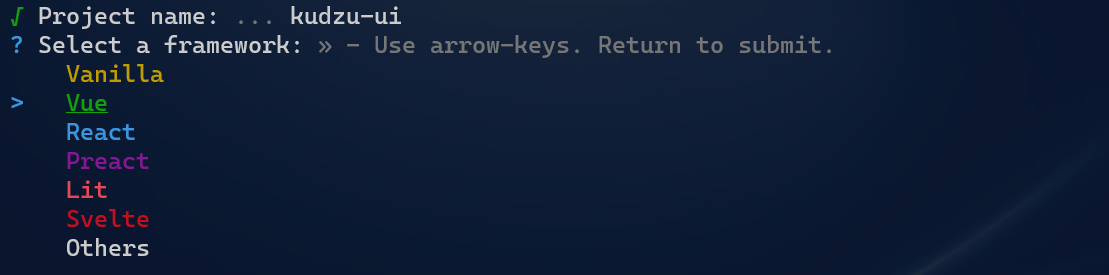 √ Project name: ... kudzu-ui
? Select a framework: » - Use arrow-keys. Return to submit.
Vanilla
> Vue
React
Preact
Lit
Svelte
Others